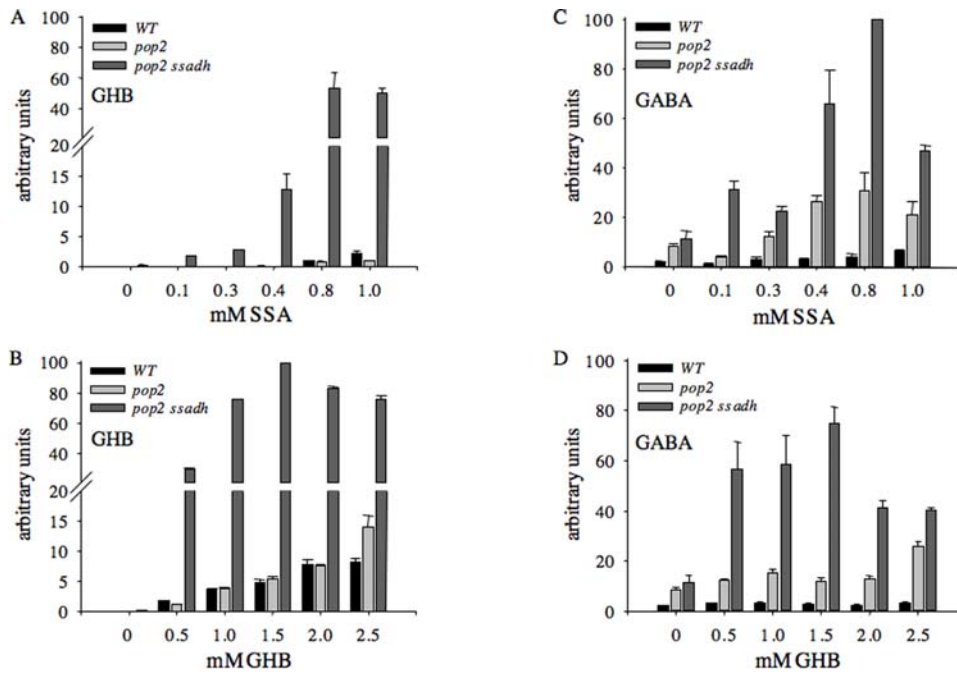 A
WT
pop2
pop2 ssadh
GHB
arbitrary units
100
80
60
40
20
15
10
5
0
0 0.1 0.3 0.4 0.8 1.0
mM SSA
B
WT
pop2
pop2 ssadh
GHB
arbitrary units
100
80
60
40
20
15
10
5
0
0 0.5 1.0 1.5 2.0 2.5
mM GHB
C
WT
pop2
pop2 ssadh
GABA
arbitrary units
100
80
60
40
20
0
0 0.1 0.3 0.4 0.8 1.0
mM SSA
D
WT
pop2
pop2 ssadh
GABA
arbitrary units
100
80
60
40
20
0
0 0.5 1.0 1.5 2.0 2.5
mM GHB